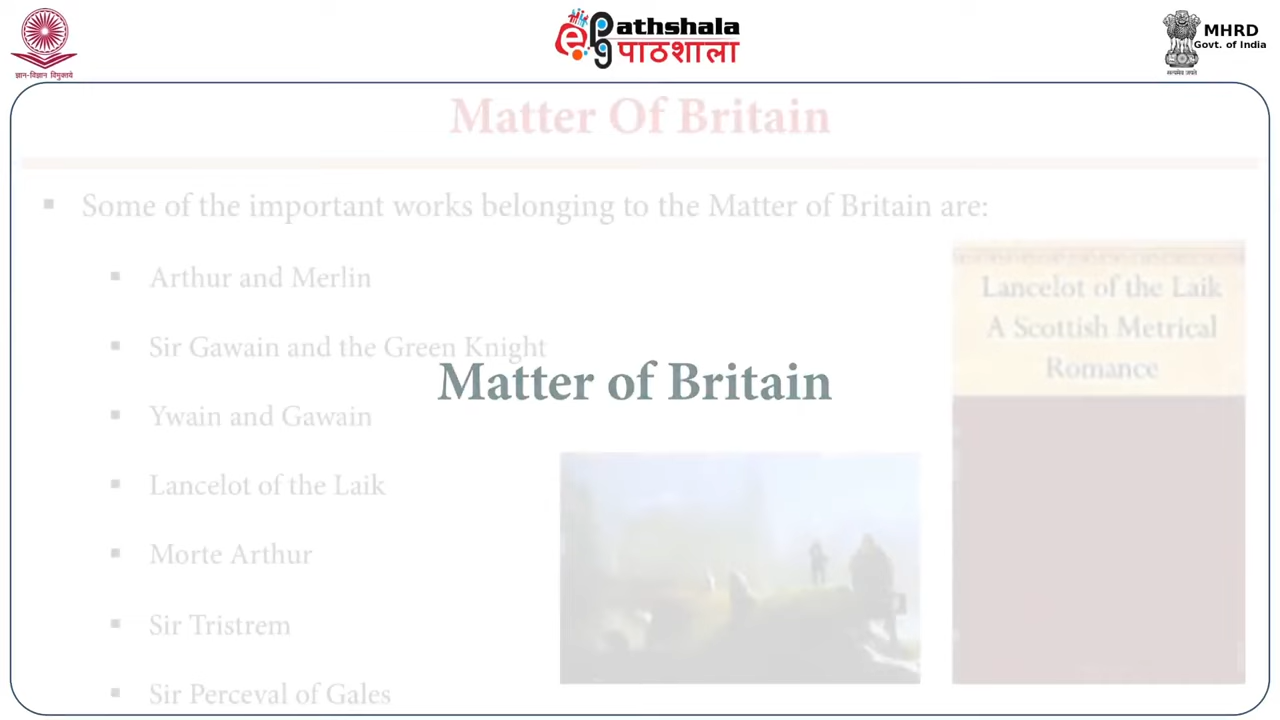 ज्ञान-विज्ञान विमुक्तये
ePG Pathshala
पाठशाला
MHRD
Govt. of India
सत्यमेव जयते
Matter Of Britain
Some of the important works belonging to the Matter of Britain are:
Arthur and Merlin
Sir Gawain and the Green Knight
Matter of Britain
Ywain and Gawain
Lancelot of the Laik
Morte Arthur
Sir Tristrem
Sir Perceval of Gales
Lancelot of the Laik
A Scottish Metrical
Romance